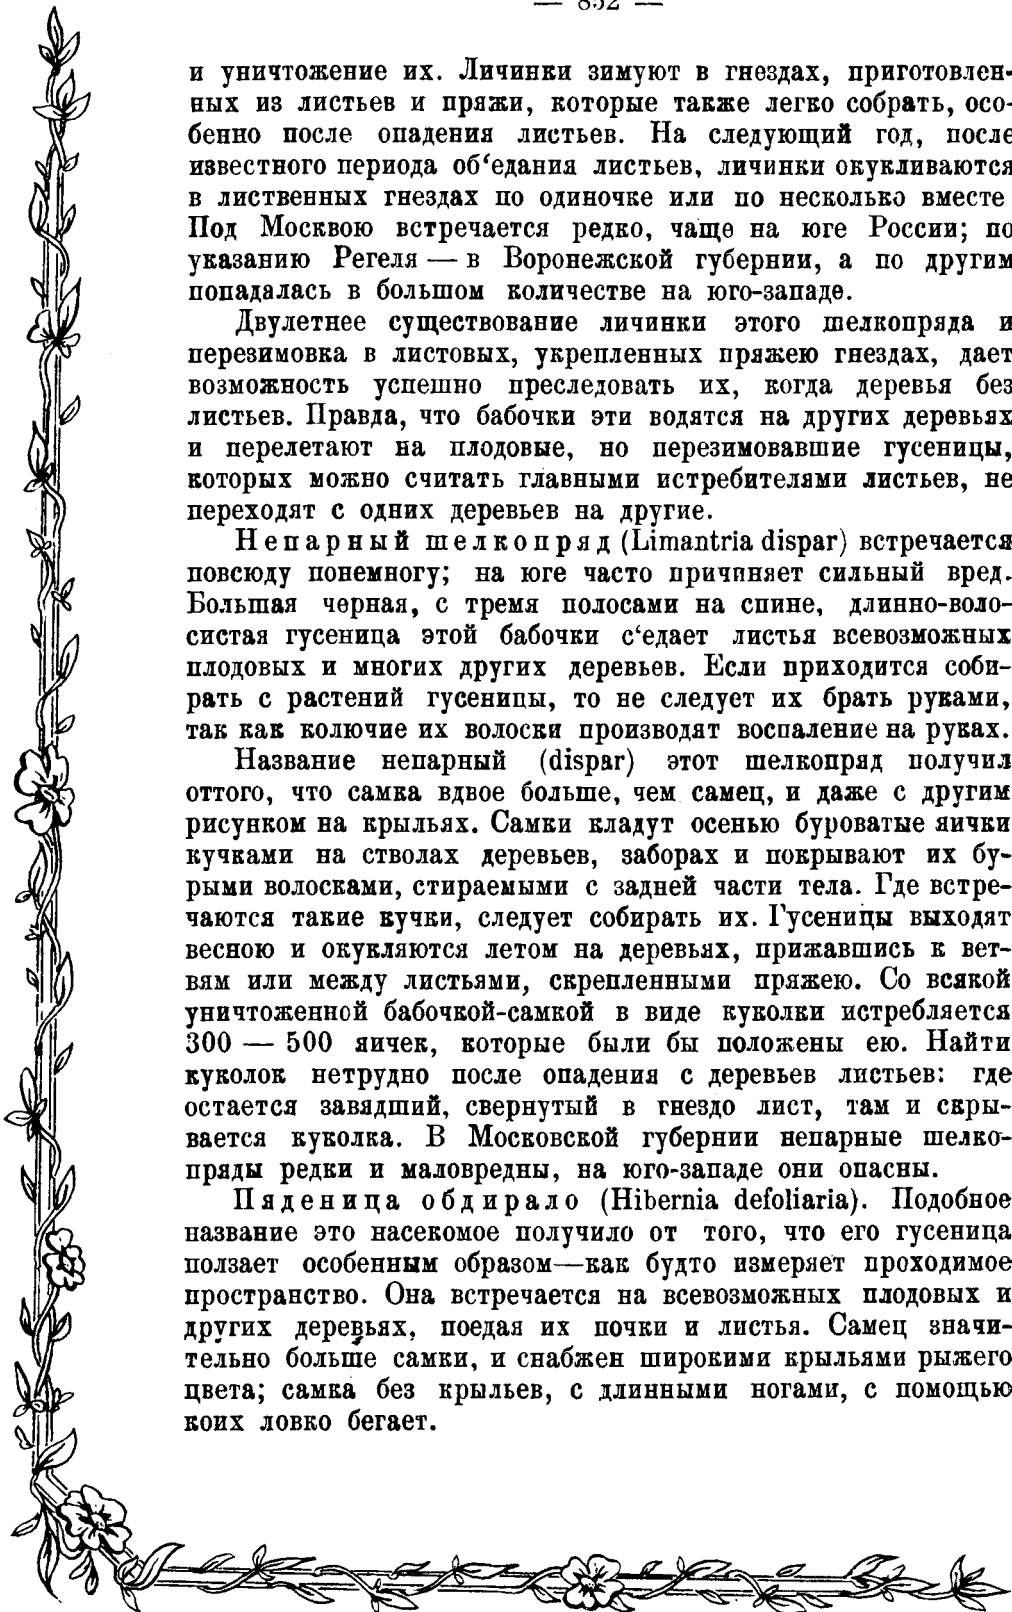 — 852 —
и уничтожение их. Личинки зимуют в гнездах, приготовлен-
ных из листьев и пряжи, которые также легко собрать, осо-
бенно после опадения листьев. На следующий год, после
известного периода об‘едания листьев, личинки окукливаются
в лиственных гнездах по одиночке или по несколько вместе
Под Москвою встречается редко, чаще на юге России; по
указанию Регеля — в Воронежской губернии, а по другим
попадалась в большом количестве на юго-западе.
Двулетнее существование личинки этого шелкопряда и
перезимовка в листовых, укрепленных пряжею гнездах, дает
возможность успешно преследовать их, когда деревья без
листьев. Правда, что бабочки эти водятся на других деревьях
и перелетают на плодовые, но перезимовавшие гусеницы,
которых можно считать главными истребителями листьев, не
переходят с одних деревьев на другие.
Непарный шелкопряд (Limantria dispar) встречается
повсюду понемногу; на юге часто причиняет сильный вред.
Большая черная, с тремя полосами на спине, длинно-воло-
систая гусеница этой бабочки с‘едает листья всевозможных
плодовых и многих других деревьев. Если приходится соби-
рать с растений гусеницы, то не следует их брать руками,
так как колючие их волоски производят воспаление на руках.
Название непарный (dispar) этот шелкопряд получил
оттого, что самка вдвое больше, чем самец, и даже с другим
рисунком на крыльях. Самки кладут осенью буроватые яички
кучками на стволах деревьев, заборах и покрывают их бу-
рыми волосками, стираемыми с задней части тела. Где встре-
чаются такие кучки, следует собирать их. Гусеницы выходят
весною и окукляются летом на деревьях, прижавшись к вет-
вям или между листьями, скрепленными пряжею. Со всякой
уничтоженной бабочкой-самкой в виде куколки истребляется
300 — 500 яичек, которые были бы положены ею. Найти
куколок нетрудно после опадения с деревьев листьев: где
остается завядший, свернутый в гнездо лист, там и скры-
вается куколка. В Московской губернии непарные шелко-
пряды редки и маловредны, на юго-западе они опасны.
Пяденица обдирало (Hibernia defoliaria). Подобное
название это насекомое получило от того, что его гусеница
ползает особенным образом—как будто измеряет проходимое
пространство. Она встречается на всевозможных плодовых и
других деревьях, поедая их почки и листья. Самец значи-
тельно больше самки, и снабжен широкими крыльями рыжего
цвета; самка без крыльев, с длинными ногами, с помощью
коих ловко бегает.